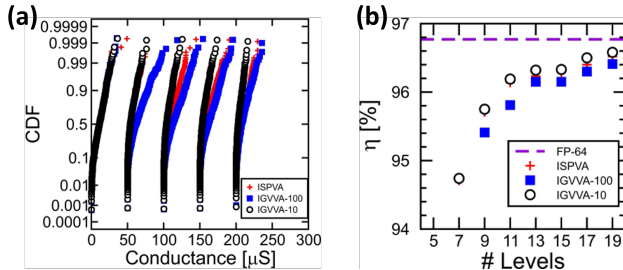 (a)
CDF
0.9999
0.999
0.99
0.9
0.5
0.1
0.01
0.001
0.0001
+ ISPVA
IGVVA-100
IGVVA-10
0 50 100 150 200 250 300
Conductance [μS]
(b)
η [%]
97
96
95
94
FP-64
ISPVA
IGVVA-100
IGVVA-10
5 7 9 11 13 15 17 19
# Levels